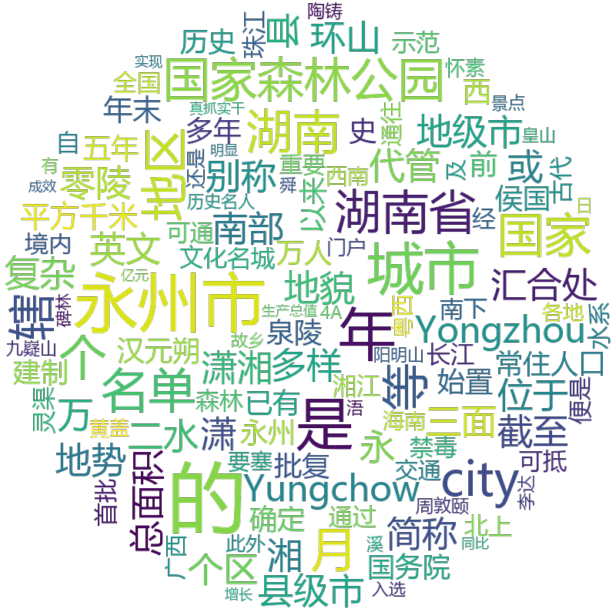 陶铸
实现
珠江
县
环山
示范
历史
全国
国家森林公园
怀素
真抓实干
年末
西
景点
自
五年
多年
湖南
史
通往
地级市
有
还是
明显
重要
西南
代管
及
前
或
古代
皇山
成效
零陵
地区
别称
舜
以来
侯国
日
历史名人
平方千米
南部
湖南省
国家
境内
英文
可通
万人
门户
经
文化名城
复杂
地貌
城市
汇合处
亿元
生产总值
4A
粤西
南下
各地
水系
辖
永州市
年
Yongzhou
碑林
故乡
泉陵
九嶷山
个
汉元朔
潇湘
多样
阳明山
长江
常住人口
便是
建制
名单
湘江
等
始置
位于
灵渠
万
森林
已有
浯
海南
三面
黄盖
二水
潇
永州
是
永
禁毒
截至
可抵
地势
要塞
批复
交通
city
李达
首批
总面积
的
Yungchow
周敦颐
确定
通过
简称
北上
广西
个区
此外
湘
月
溪
国务院
同比
增长
县级市
入选